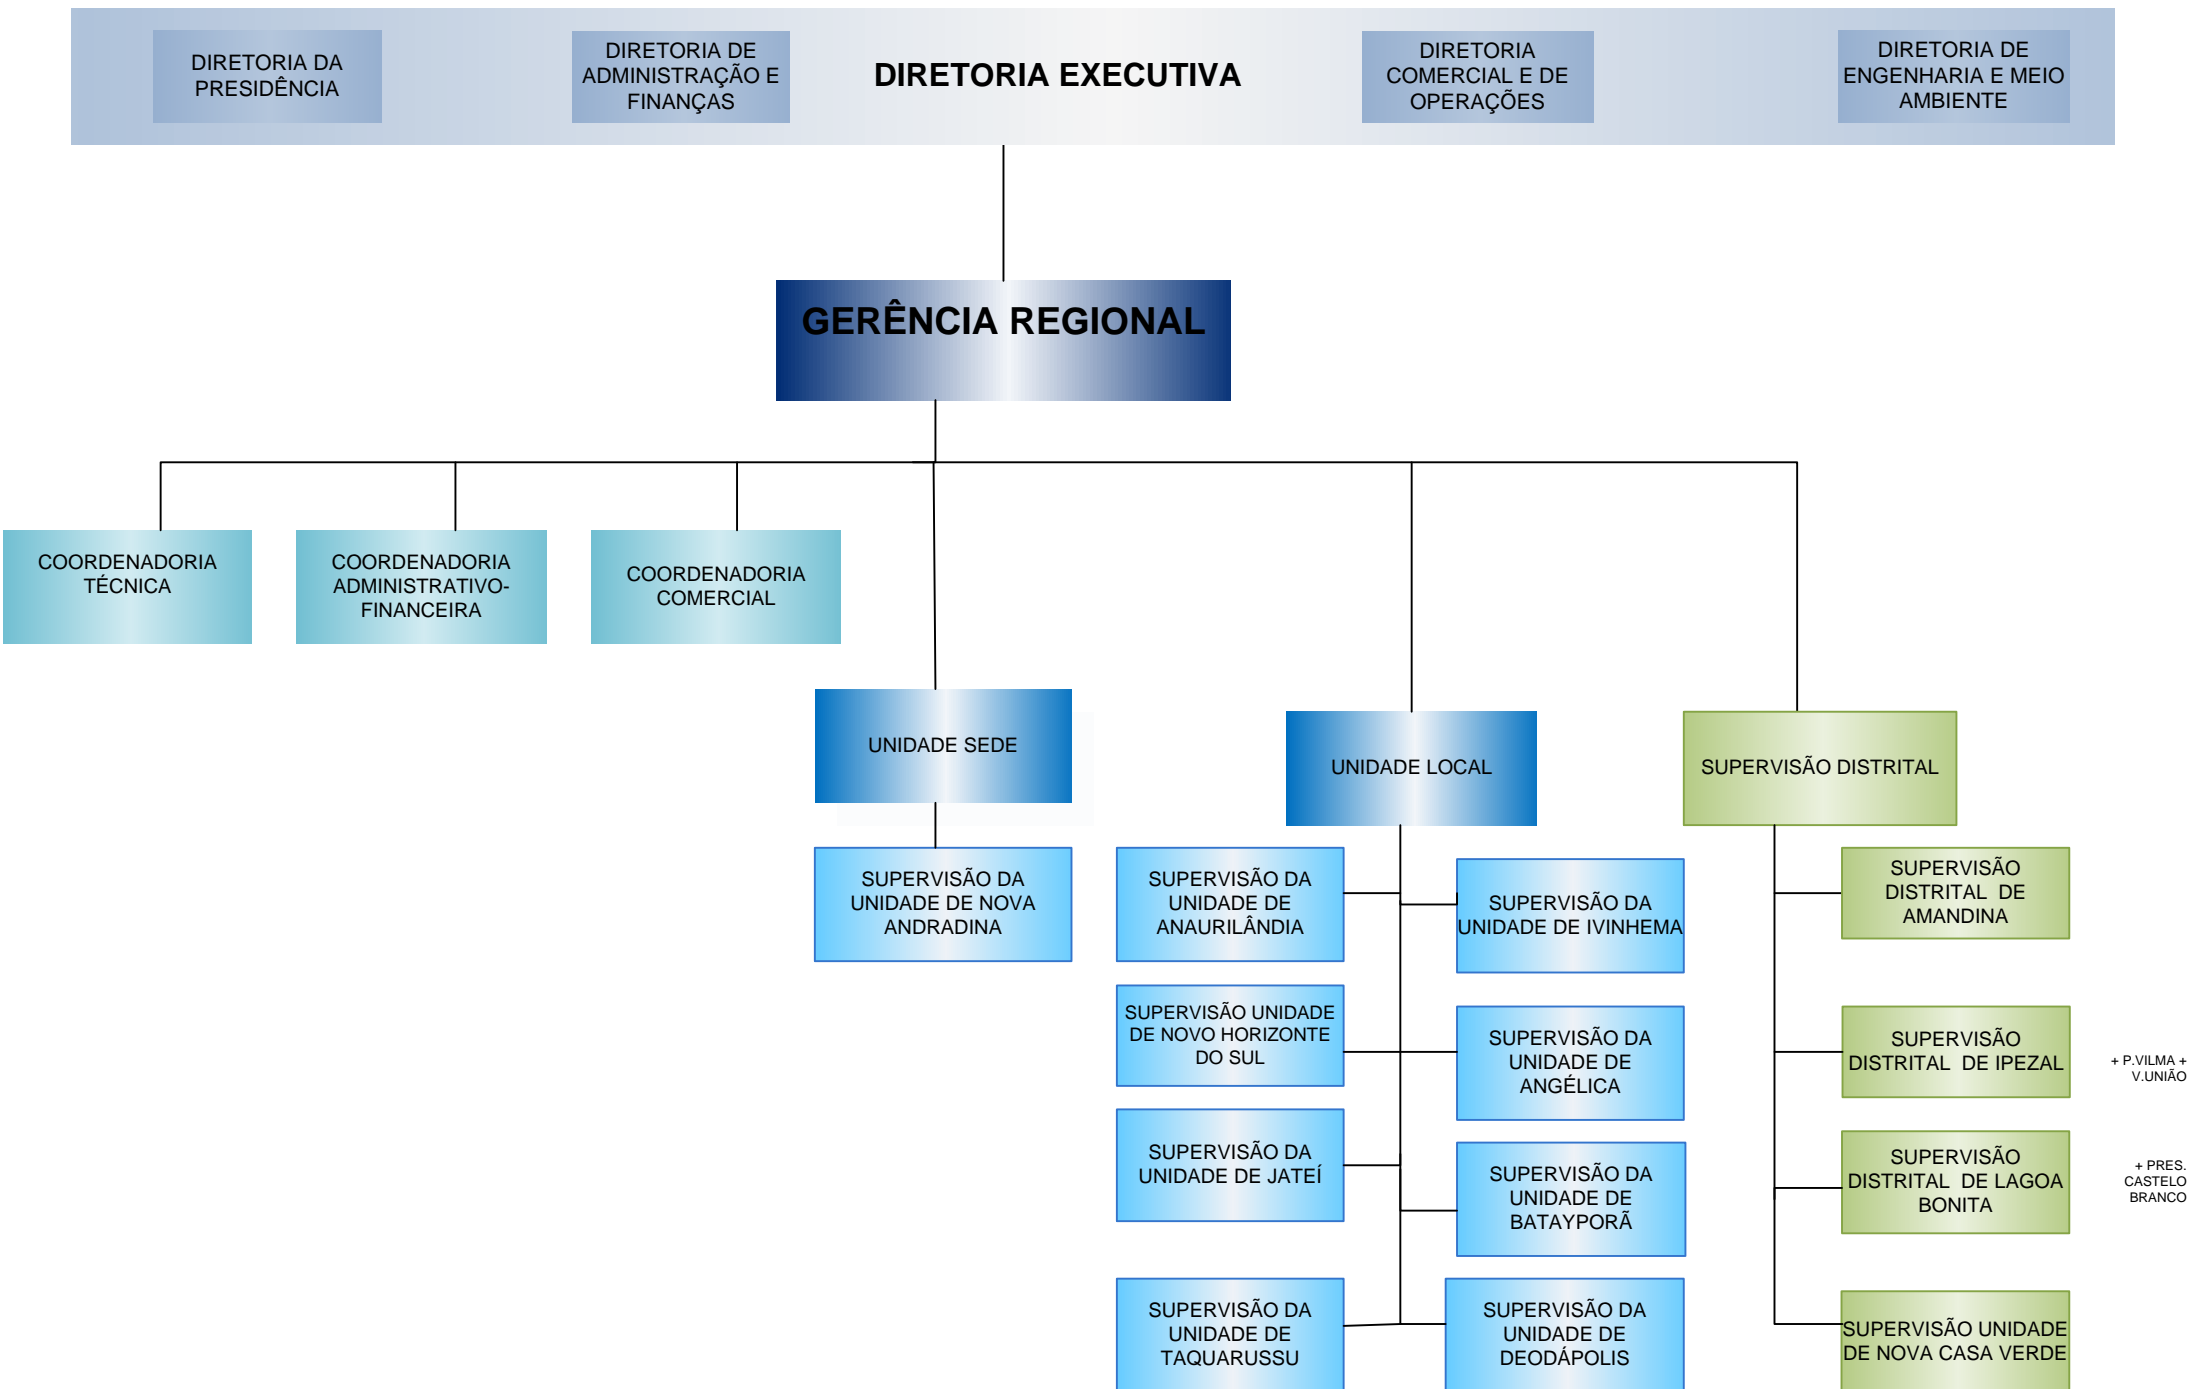 DIRETORIA DA
PRESIDÊNCIA
DIRETORIA DE
ADMINISTRAÇÃO E
FINANÇAS
DIRETORIA EXECUTIVA
DIRETORIA
COMERCIAL E DE
OPERAÇÕES
DIRETORIA DE
ENGENHARIA E MEIO
AMBIENTE
GERÊNCIA REGIONAL
COORDENADORIA
TÉCNICA
COORDENADORIA
ADMINISTRATIVO-
FINANCEIRA
COORDENADORIA
COMERCIAL
UNIDADE SEDE
UNIDADE LOCAL
SUPERVISÃO DISTRITAL
SUPERVISÃO DA
UNIDADE DE NOVA
ANDRADINA
SUPERVISÃO DA
UNIDADE DE
ANAURILÂNDIA
SUPERVISÃO DA
UNIDADE DE IVINHEMA
SUPERVISÃO
DISTRITAL  DE
AMANDINA
SUPERVISÃO UNIDADE
DE NOVO HORIZONTE
DO SUL
SUPERVISÃO DA
UNIDADE DE
ANGÉLICA
SUPERVISÃO
DISTRITAL  DE IPEZAL
+ P.VILMA +
V.UNIÃO
SUPERVISÃO DA
UNIDADE DE JATEÍ
SUPERVISÃO DA
UNIDADE DE
BATAYPORÃ
SUPERVISÃO
DISTRITAL  DE LAGOA
BONITA
+ PRES.
CASTELO
BRANCO
SUPERVISÃO DA
UNIDADE DE
TAQUARUSSU
SUPERVISÃO DA
UNIDADE DE
DEODÁPOLIS
SUPERVISÃO UNIDADE
DE NOVA CASA VERDE